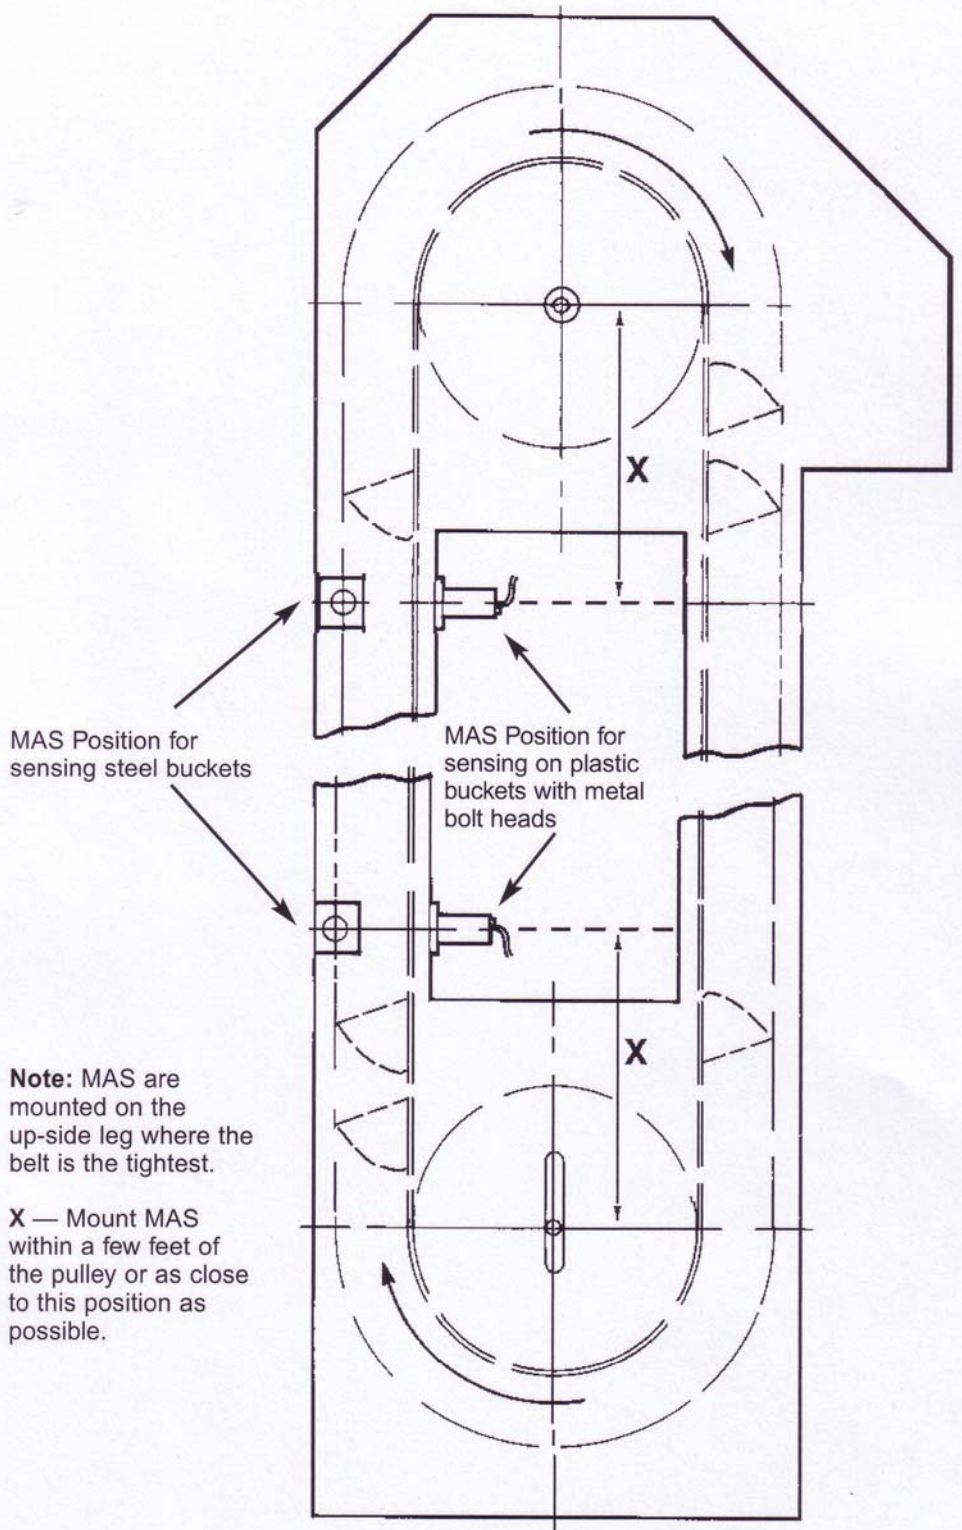 X
MAS Position for
sensing steel buckets
MAS Position for
sensing on plastic
buckets with metal
bolt heads
X
Note: MAS are
mounted on the
up-side leg where the
belt is the tightest.
X — Mount MAS
within a few feet of
the pulley or as close
to this position as
possible.